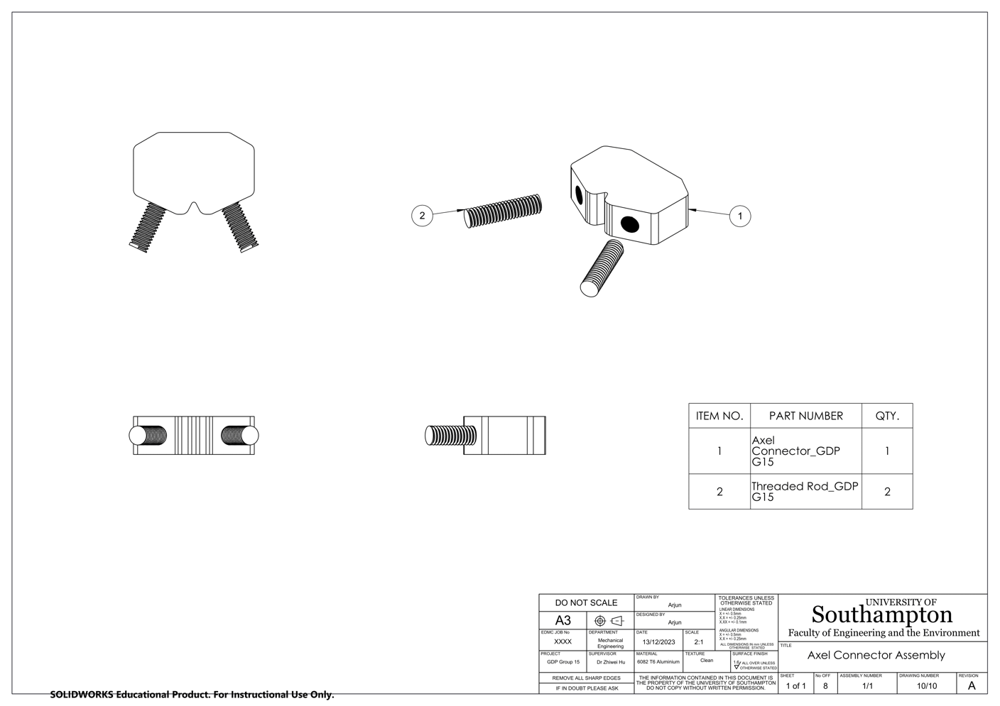 2
1
ITEM NO.
PART NUMBER
QTY.
1
Axel
Connector_GDP
G15
1
2
Threaded Rod_GDP
G15
2
DO NOT SCALE
A3
EDMC JOB No
XXXX
DEPARTMENT
Mechanical
Engineering
PROJECT
GDP Group 15
SUPERVISOR
Dr Zhiwei Hu
REMOVE ALL SHARP EDGES
IF IN DOUBT PLEASE ASK
DRAWN BY
Arjun
DESIGNED BY
Arjun
DATE
13/12/2023
SCALE
2:1
MATERIAL
6082 T6 Aluminium
TEXTURE
Clean
TOLERANCES UNLESS
OTHERWISE STATED
LINEAR DIMENSIONS
X = +/- 0.5mm
X.X = +/- 0.25mm
X.XX = +/- 0.1mm
ANGULAR DIMENSIONS
X = +/- 0.5mm
X.X = +/- 0.25mm
ALL DIMENSIONS IN mm UNLESS
OTHERWISE STATED
SURFACE FINISH
1.6
ALL OVER UNLESS
OTHERWISE STATED
THE INFORMATION CONTAINED IN THIS DOCUMENT IS
THE PROPERTY OF THE UNIVERSITY OF SOUTHAMPTON
DO NOT COPY WITHOUT WRITTEN PERMISSION.
UNIVERSITY OF
Southampton
Faculty of Engineering and the Environment
TITLE
Axel Connector Assembly
SHEET
1 of 1
No OFF
8
ASSEMBLY NUMBER
1/1
DRAWING NUMBER
10/10
REVISION
A
SOLIDWORKS Educational Product. For Instructional Use Only.